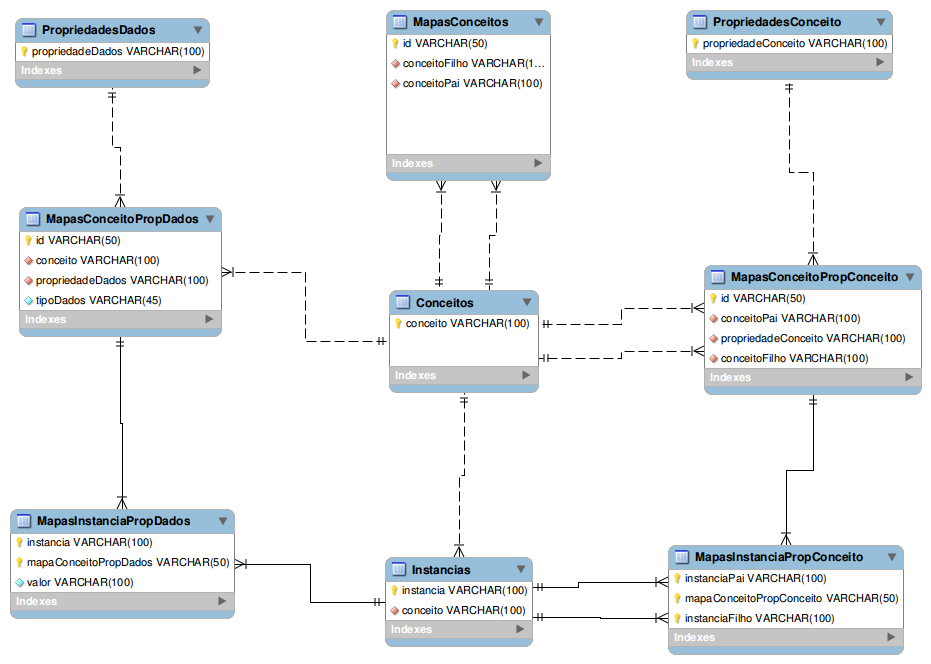 PropriedadesDados
propriedadeDados VARCHAR(100)
Indexes
MapasConceitos
id VARCHAR(50)
conceitoFilho VARCHAR(1...
conceitoPai VARCHAR(100)
Indexes
PropriedadesConceito
propriedadeConceito VARCHAR(100)
Indexes
MapasConceitoPropDados
id VARCHAR(50)
conceito VARCHAR(100)
propriedadeDados VARCHAR(100)
tipoDados VARCHAR(45)
Indexes
Conceitos
conceito VARCHAR(100)
Indexes
MapasConceitoPropConceito
id VARCHAR(50)
conceitoPai VARCHAR(100)
propriedadeConceito VARCHAR(100)
conceitoFilho VARCHAR(100)
Indexes
MapasInstanciaPropDados
instancia VARCHAR(100)
mapaConceitoPropDados VARCHAR(50)
valor VARCHAR(100)
Indexes
Instancias
instancia VARCHAR(100)
conceito VARCHAR(100)
Indexes
MapasInstanciaPropConceito
instanciaPai VARCHAR(100)
mapaConceitoPropConceito VARCHAR(50)
instanciaFilho VARCHAR(100)
Indexes